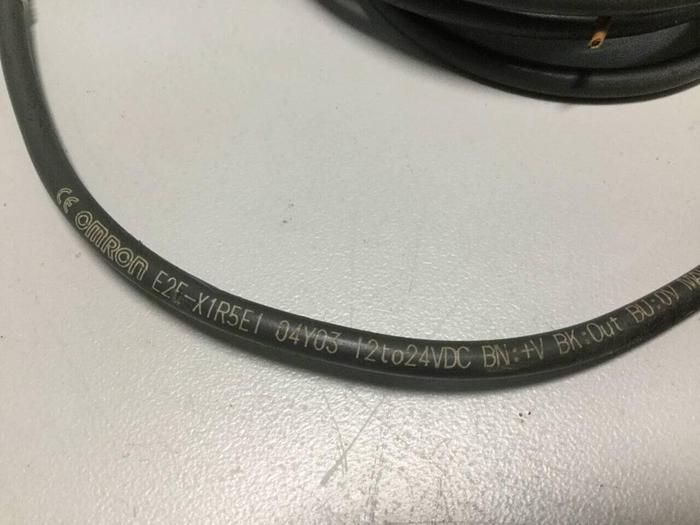 CE OMRON E2E-X1R5E1 04Y03 12to24VDC BN:+V BK:Out BU:0V